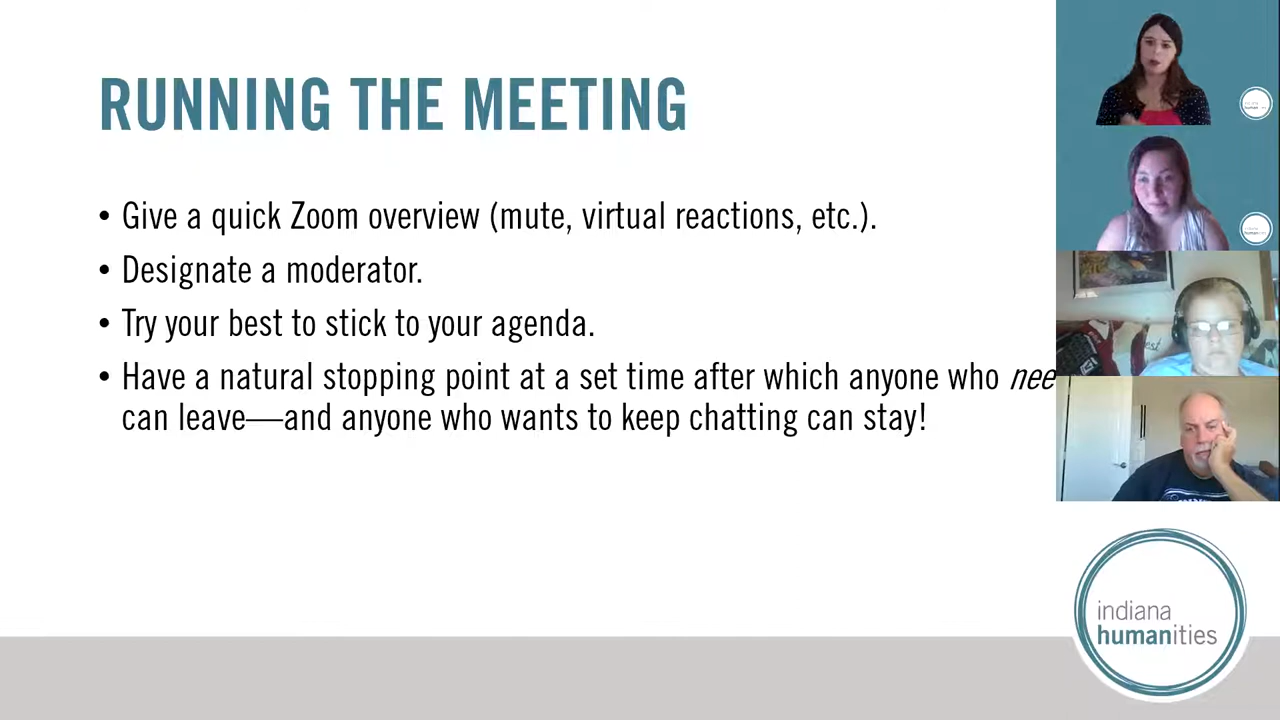 RUNNING THE MEETING
• Give a quick Zoom overview (mute, virtual reactions, etc.).
• Designate a moderator.
• Try your best to stick to your agenda.
• Have a natural stopping point at a set time after which anyone who
can leave—and anyone who wants to keep chatting can stay!
indiana
humanities